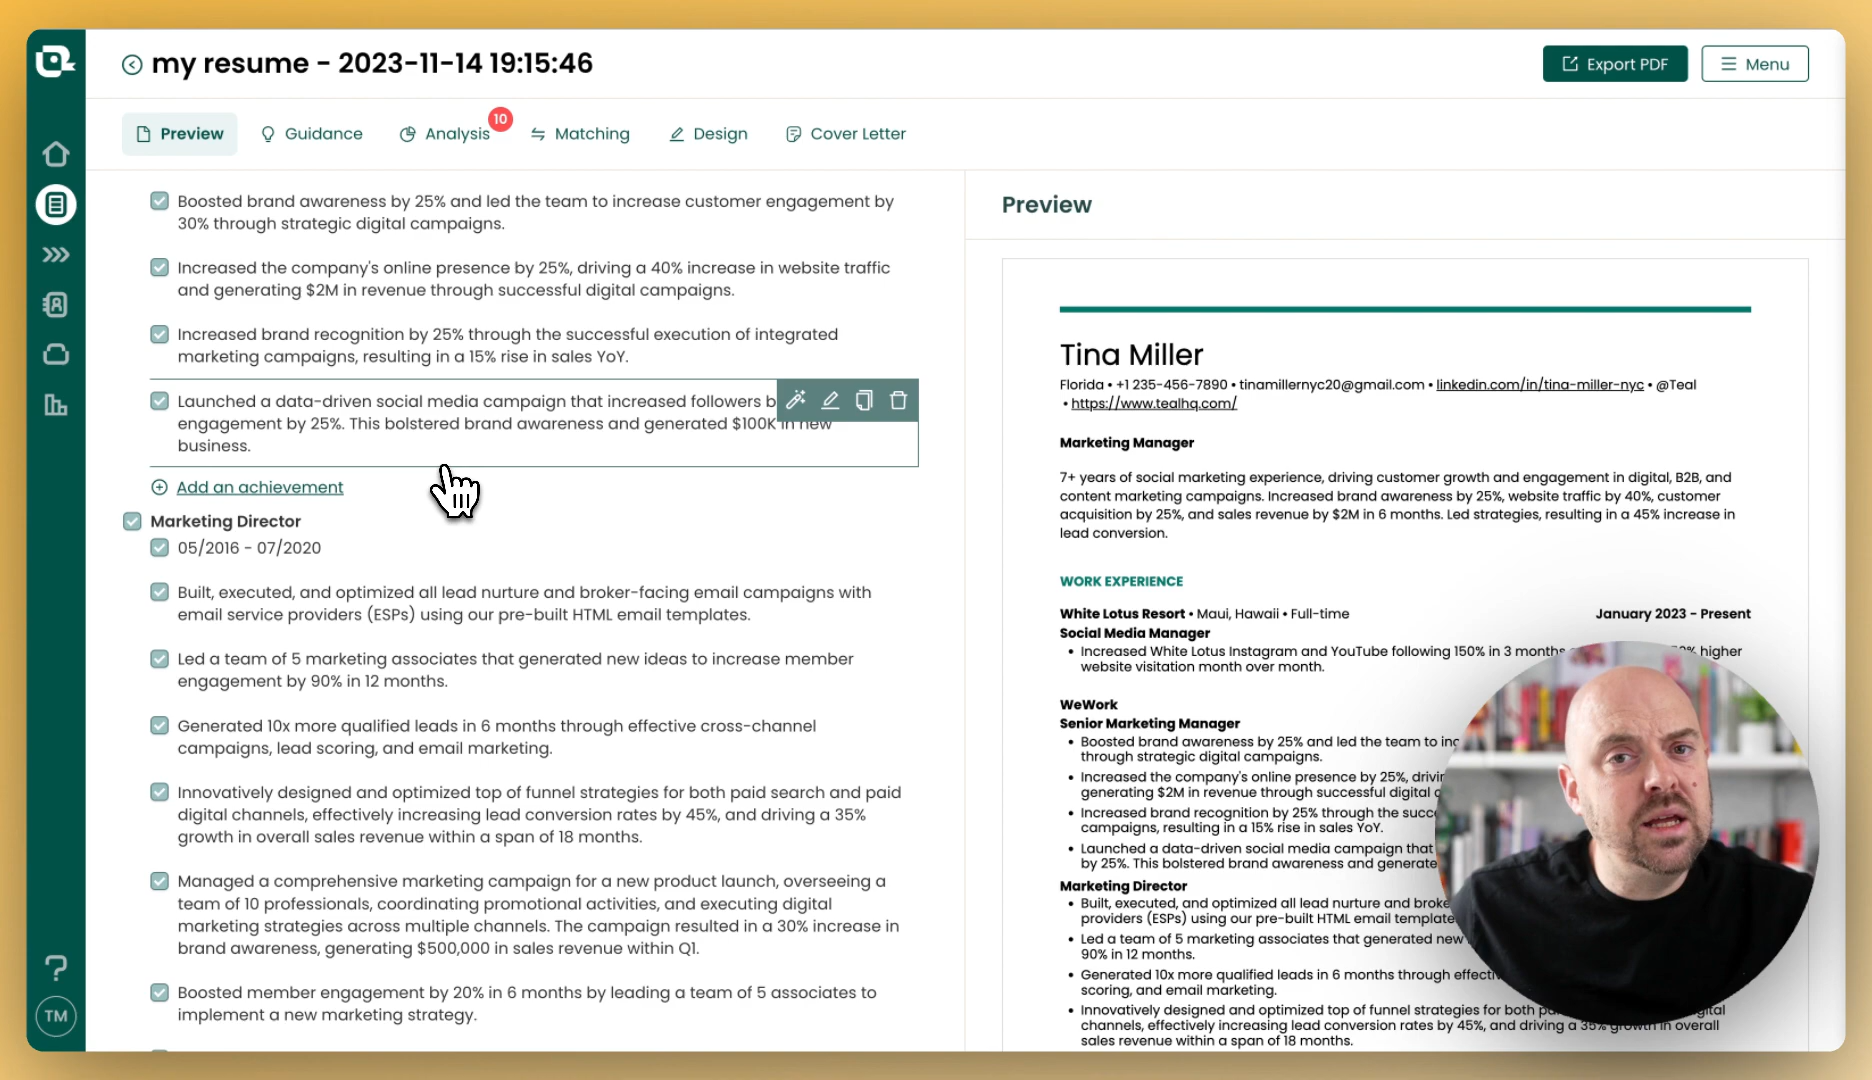 my resume - 2023-11-14 19:15:46
Export PDF
Menu
Preview
Guidance
Analysis
10
Matching
Design
Cover Letter
Boosted brand awareness by 25% and led the team to increase customer engagement by
30% through strategic digital campaigns.
Increased the company's online presence by 25%, driving a 40% increase in website traffic
and generating $2M in revenue through successful digital campaigns.
Increased brand recognition by 25% through the successful execution of integrated
marketing campaigns, resulting in a 15% rise in sales YoY.
Launched a data-driven social media campaign that increased followers
engagement by 25%. This bolstered brand awareness and generated $100K in new
business.
Add an achievement
Marketing Director
05/2016 - 07/2020
Built, executed, and optimized all lead nurture and broker-facing email campaigns with
email service providers (ESPs) using our pre-built HTML email templates.
Led a team of 5 marketing associates that generated new ideas to increase member
engagement by 90% in 12 months.
Generated 10x more qualified leads in 6 months through effective cross-channel
campaigns, lead scoring, and email marketing.
Innovatively designed and optimized top of funnel strategies for both paid search and paid
digital channels, effectively increasing lead conversion rates by 45%, and driving a 35%
growth in overall sales revenue within a span of 18 months.
Managed a comprehensive marketing campaign for a new product launch, overseeing a
team of 10 professionals, coordinating promotional activities, and executing digital
marketing strategies across multiple channels. The campaign resulted in a 30% increase in
brand awareness, generating $500,000 in sales revenue within Q1.
Boosted member engagement by 20% in 6 months by leading a team of 5 associates to
implement a new marketing strategy.
TM
Preview
Tina Miller
Florida • +1 235-456-7890 • tinamillernyc20@gmail.com • linkedin.com/in/tina-miller-nyc • @Teal
• https://www.tealhq.com/
Marketing Manager
7+ years of social marketing experience, driving customer growth and engagement in digital, B2B, and
content marketing campaigns. Increased brand awareness by 25%, website traffic by 40%, customer
acquisition by 25%, and sales revenue by $2M in 6 months. Led strategies, resulting in a 45% increase in
lead conversion.
WORK EXPERIENCE
White Lotus Resort • Maui, Hawaii • Full-time
January 2023 - Present
Social Media Manager
• Increased White Lotus Instagram and YouTube following 150% in 3 months higher
website visitation month over month.
WeWork
Senior Marketing Manager
• Boosted brand awareness by 25% and led the team to
through strategic digital campaigns.
• Increased the company's online presence by 25%,
generating $2M in revenue through successful digital
• Increased brand recognition by 25% through the
campaigns, resulting in a 15% rise in sales YoY.
• Launched a data-driven social media campaign that
by 25%. This bolstered brand awareness and
Marketing Director
• Built, executed, and optimized all lead nurture and
providers (ESPs) using our pre-built HTML email
• Led a team of 5 marketing associates that generated new
90% in 12 months.
• Generated 10x more qualified leads in 6 months through
scoring, and email marketing.
• Innovatively designed and optimized top of funnel strategies for both
channels, effectively increasing lead conversion rates by 45%, and driving a 35% growth in overall
sales revenue within a span of 18 months.